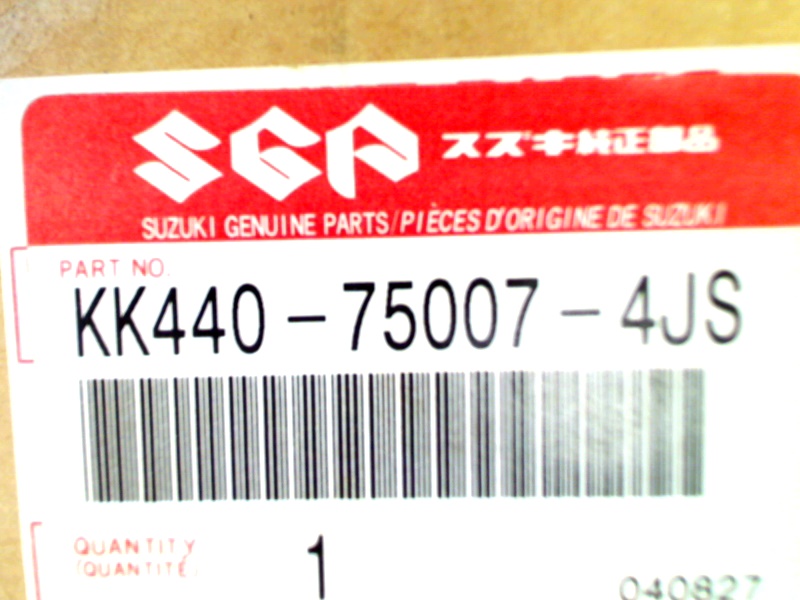 SGP スズキ純正部品
SUZUKI GENUINE PARTS/PIÈCES D'ORIGINE DE SUZUKI
PART NO.
KK440-75007-4JS
QUANTITY 1
(QUANTITÉ)
040827